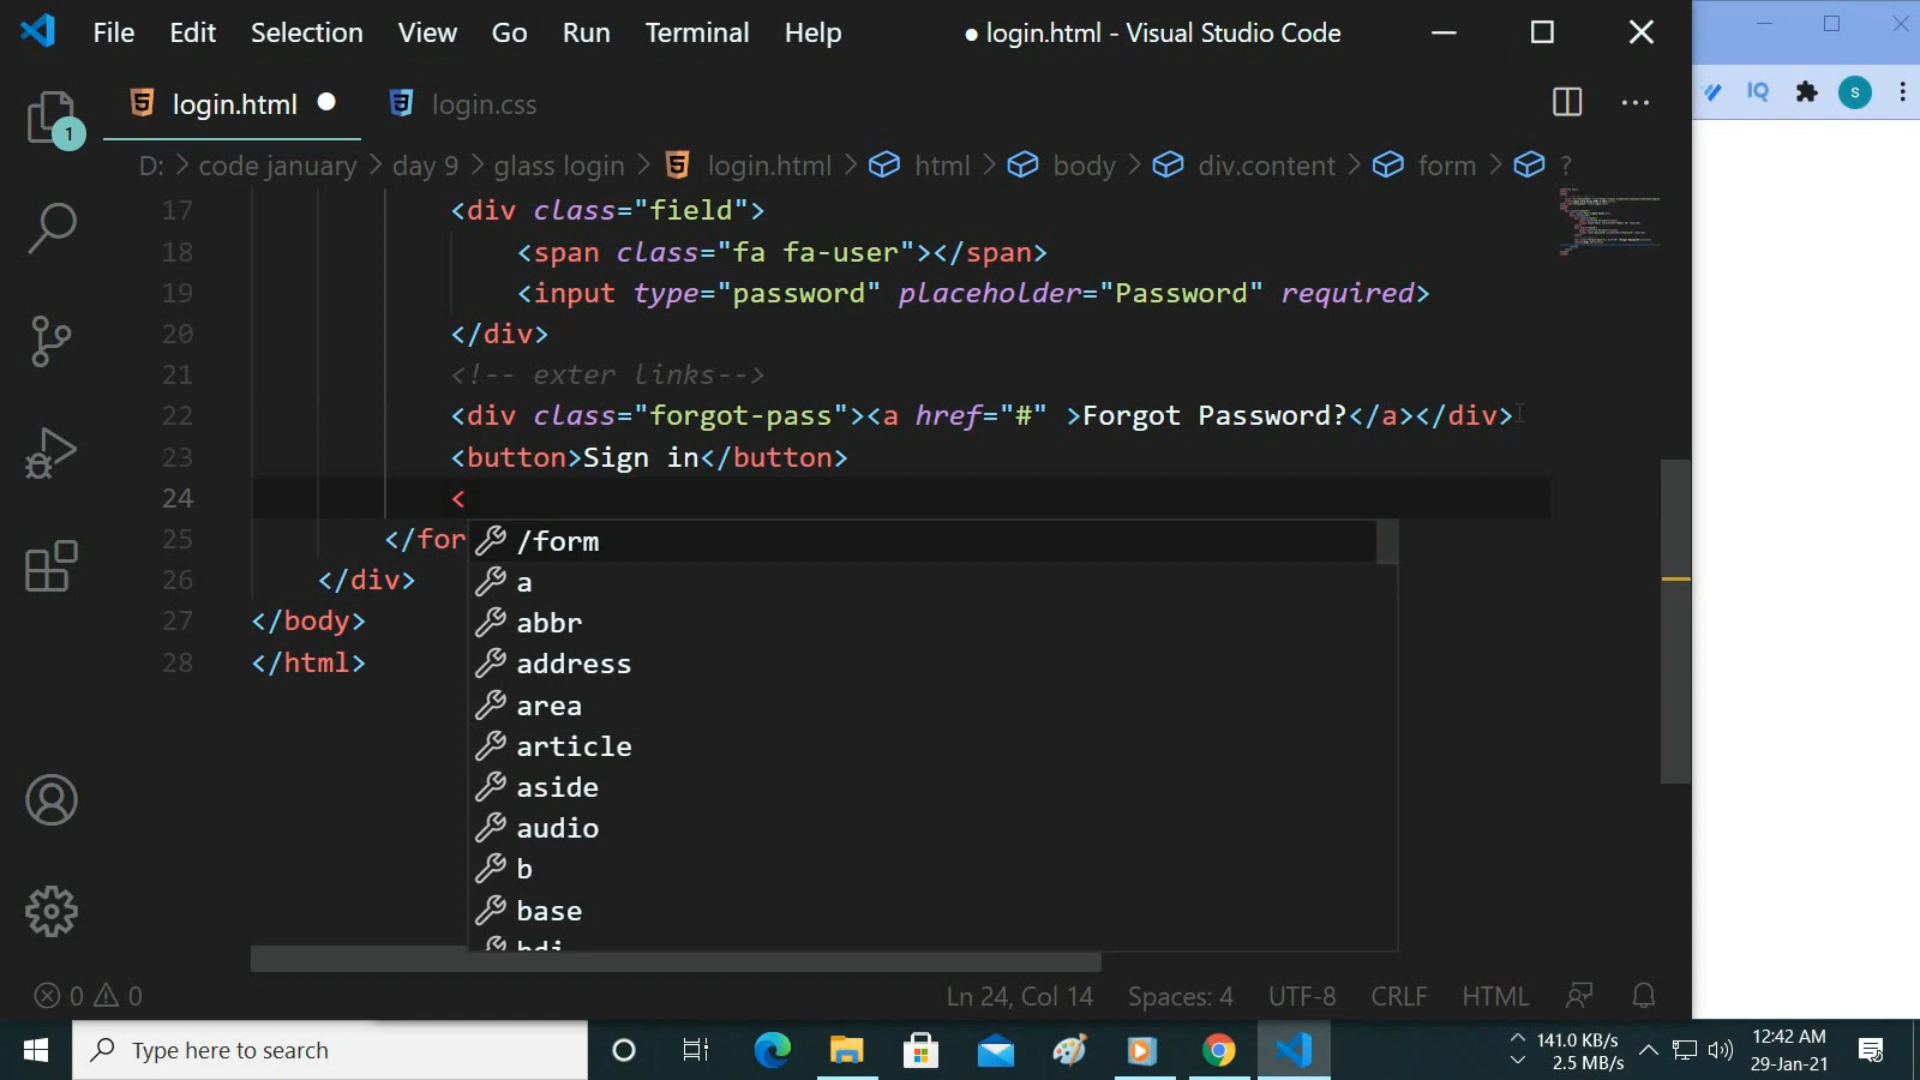 File Edit Selection View Go Run Terminal Help ● login.html - Visual Studio Code
login.html ● login.css
IQ s
1
D: > code january > day 9 > glass login > login.html > html > body > div.content > form > ?
17 <div class="field">
18 <span class="fa fa-user"></span>
19 <input type="password" placeholder="Password" required>
20 </div>
21 <!-- exter links-->
22 <div class="forgot-pass"><a href="#" >Forgot Password?</a></div>
23 <button>Sign in</button>
24 <
25 </for
/form
26 </div>
a
27 </body>
abbr
28 </html>
address
area
article
aside
audio
b
base
bdi
0 0 Ln 24, Col 14 Spaces: 4 UTF-8 CRLF HTML
Type here to search
141.0 KB/s
2.5 MB/s
12:42 AM
29-Jan-21